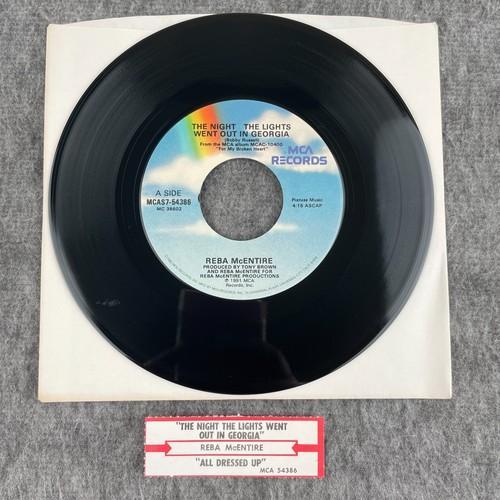 THE NIGHT THE LIGHTS
WENT OUT IN GEORGIA
(Bobby Russell)
From the MCA album MCAC-10400
"For My Broken Heart"
MCA
RECORDS
A SIDE
MCAS7-54386
MC 38602
Pixruss Music
4:15 ASCAP
REBA McENTIRE
PRODUCED BY TONY BROWN
AND REBA McENTIRE FOR
REBA McENTIRE PRODUCTIONS
℗ 1991 MCA
Records, Inc.
"THE NIGHT THE LIGHTS WENT
OUT IN GEORGIA"
REBA McENTIRE
"ALL DRESSED UP"
MCA 54386